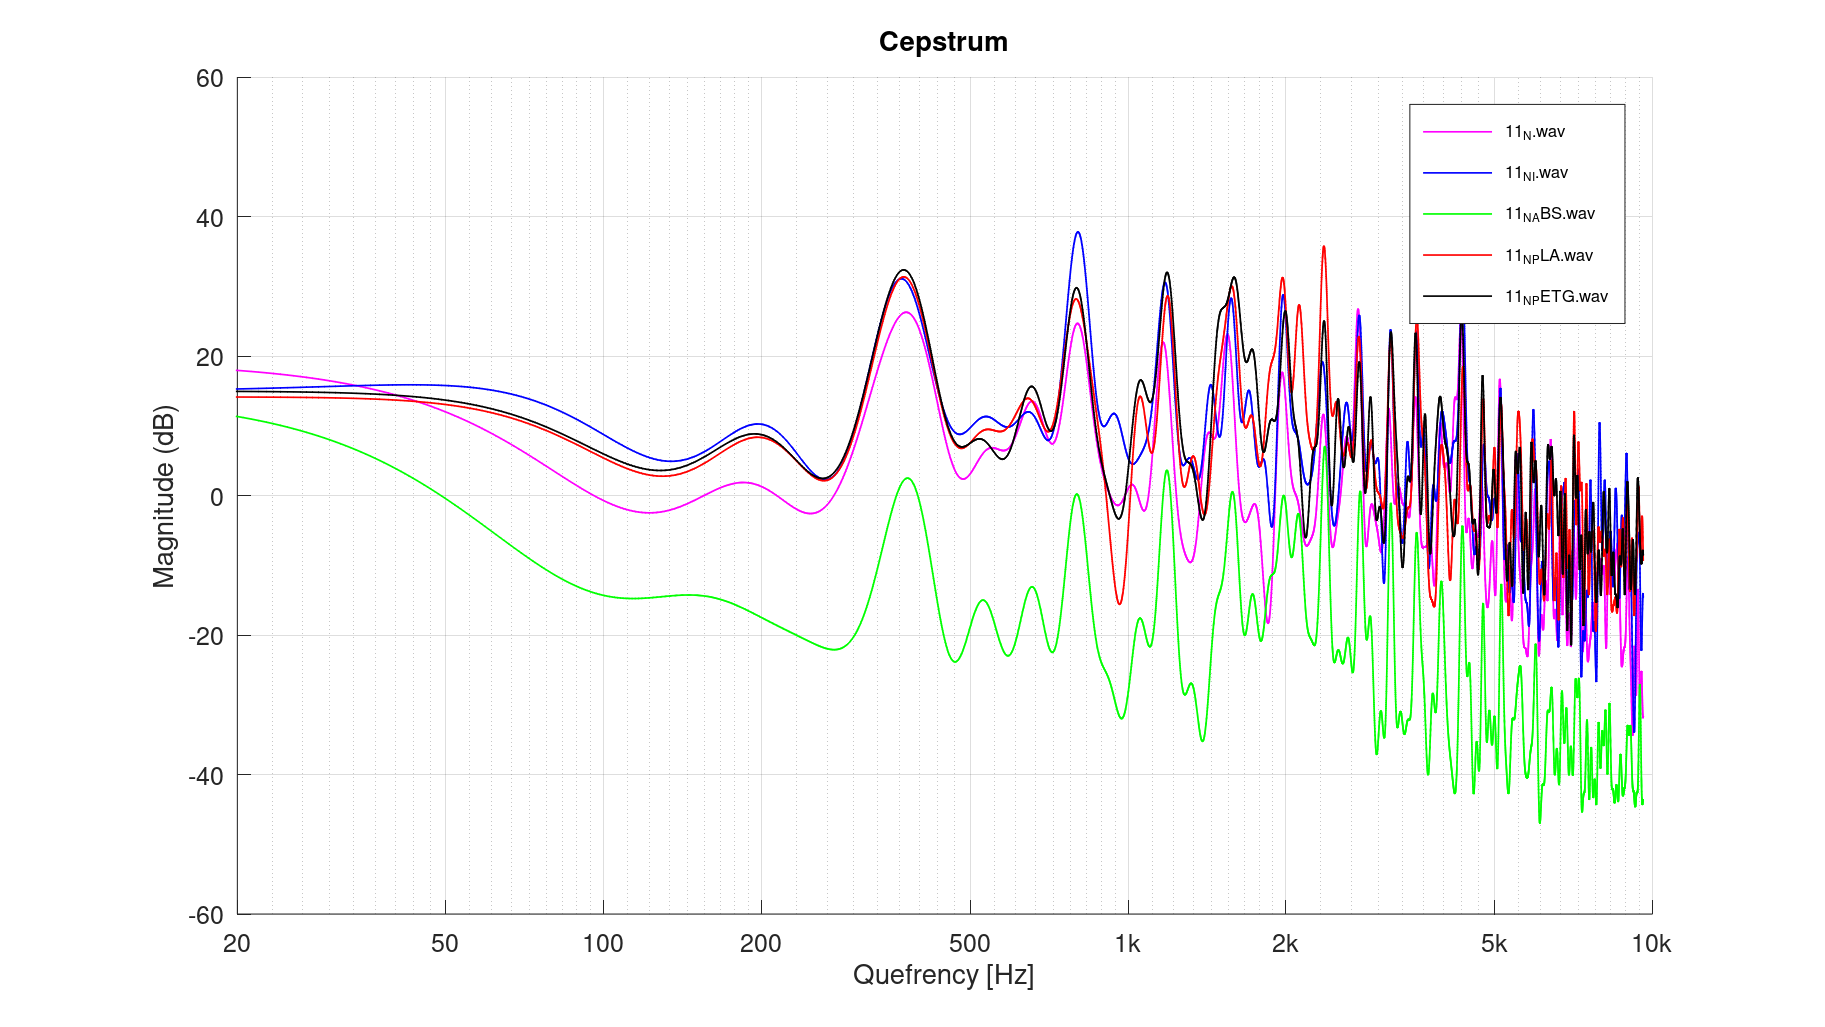 Cepstrum
60
40
20
0
-20
-40
-60
Magnitude (dB)
11N.wav
11NI.wav
11NABS.wav
11NPLA.wav
11NPETG.wav
20 50 100 200 500 1k 2k 5k 10k
Quefrency [Hz]